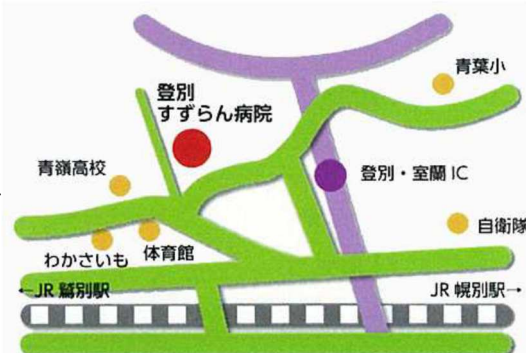 青葉小
登別
すずらん病院
青嶺高校
登別・室蘭 IC
自衛隊
わかさいも
体育館
←JR 鷲別駅
JR 幌別駅→